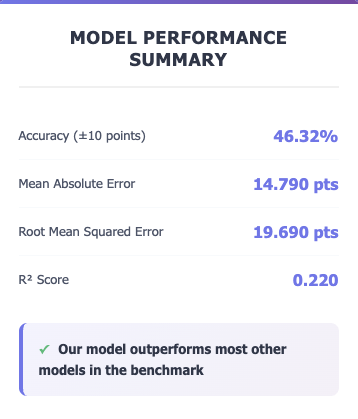 MODEL PERFORMANCE
SUMMARY
Accuracy (±10 points)
46.32%
Mean Absolute Error
14.790 pts
Root Mean Squared Error
19.690 pts
R² Score
0.220
✔ Our model outperforms most other
models in the benchmark